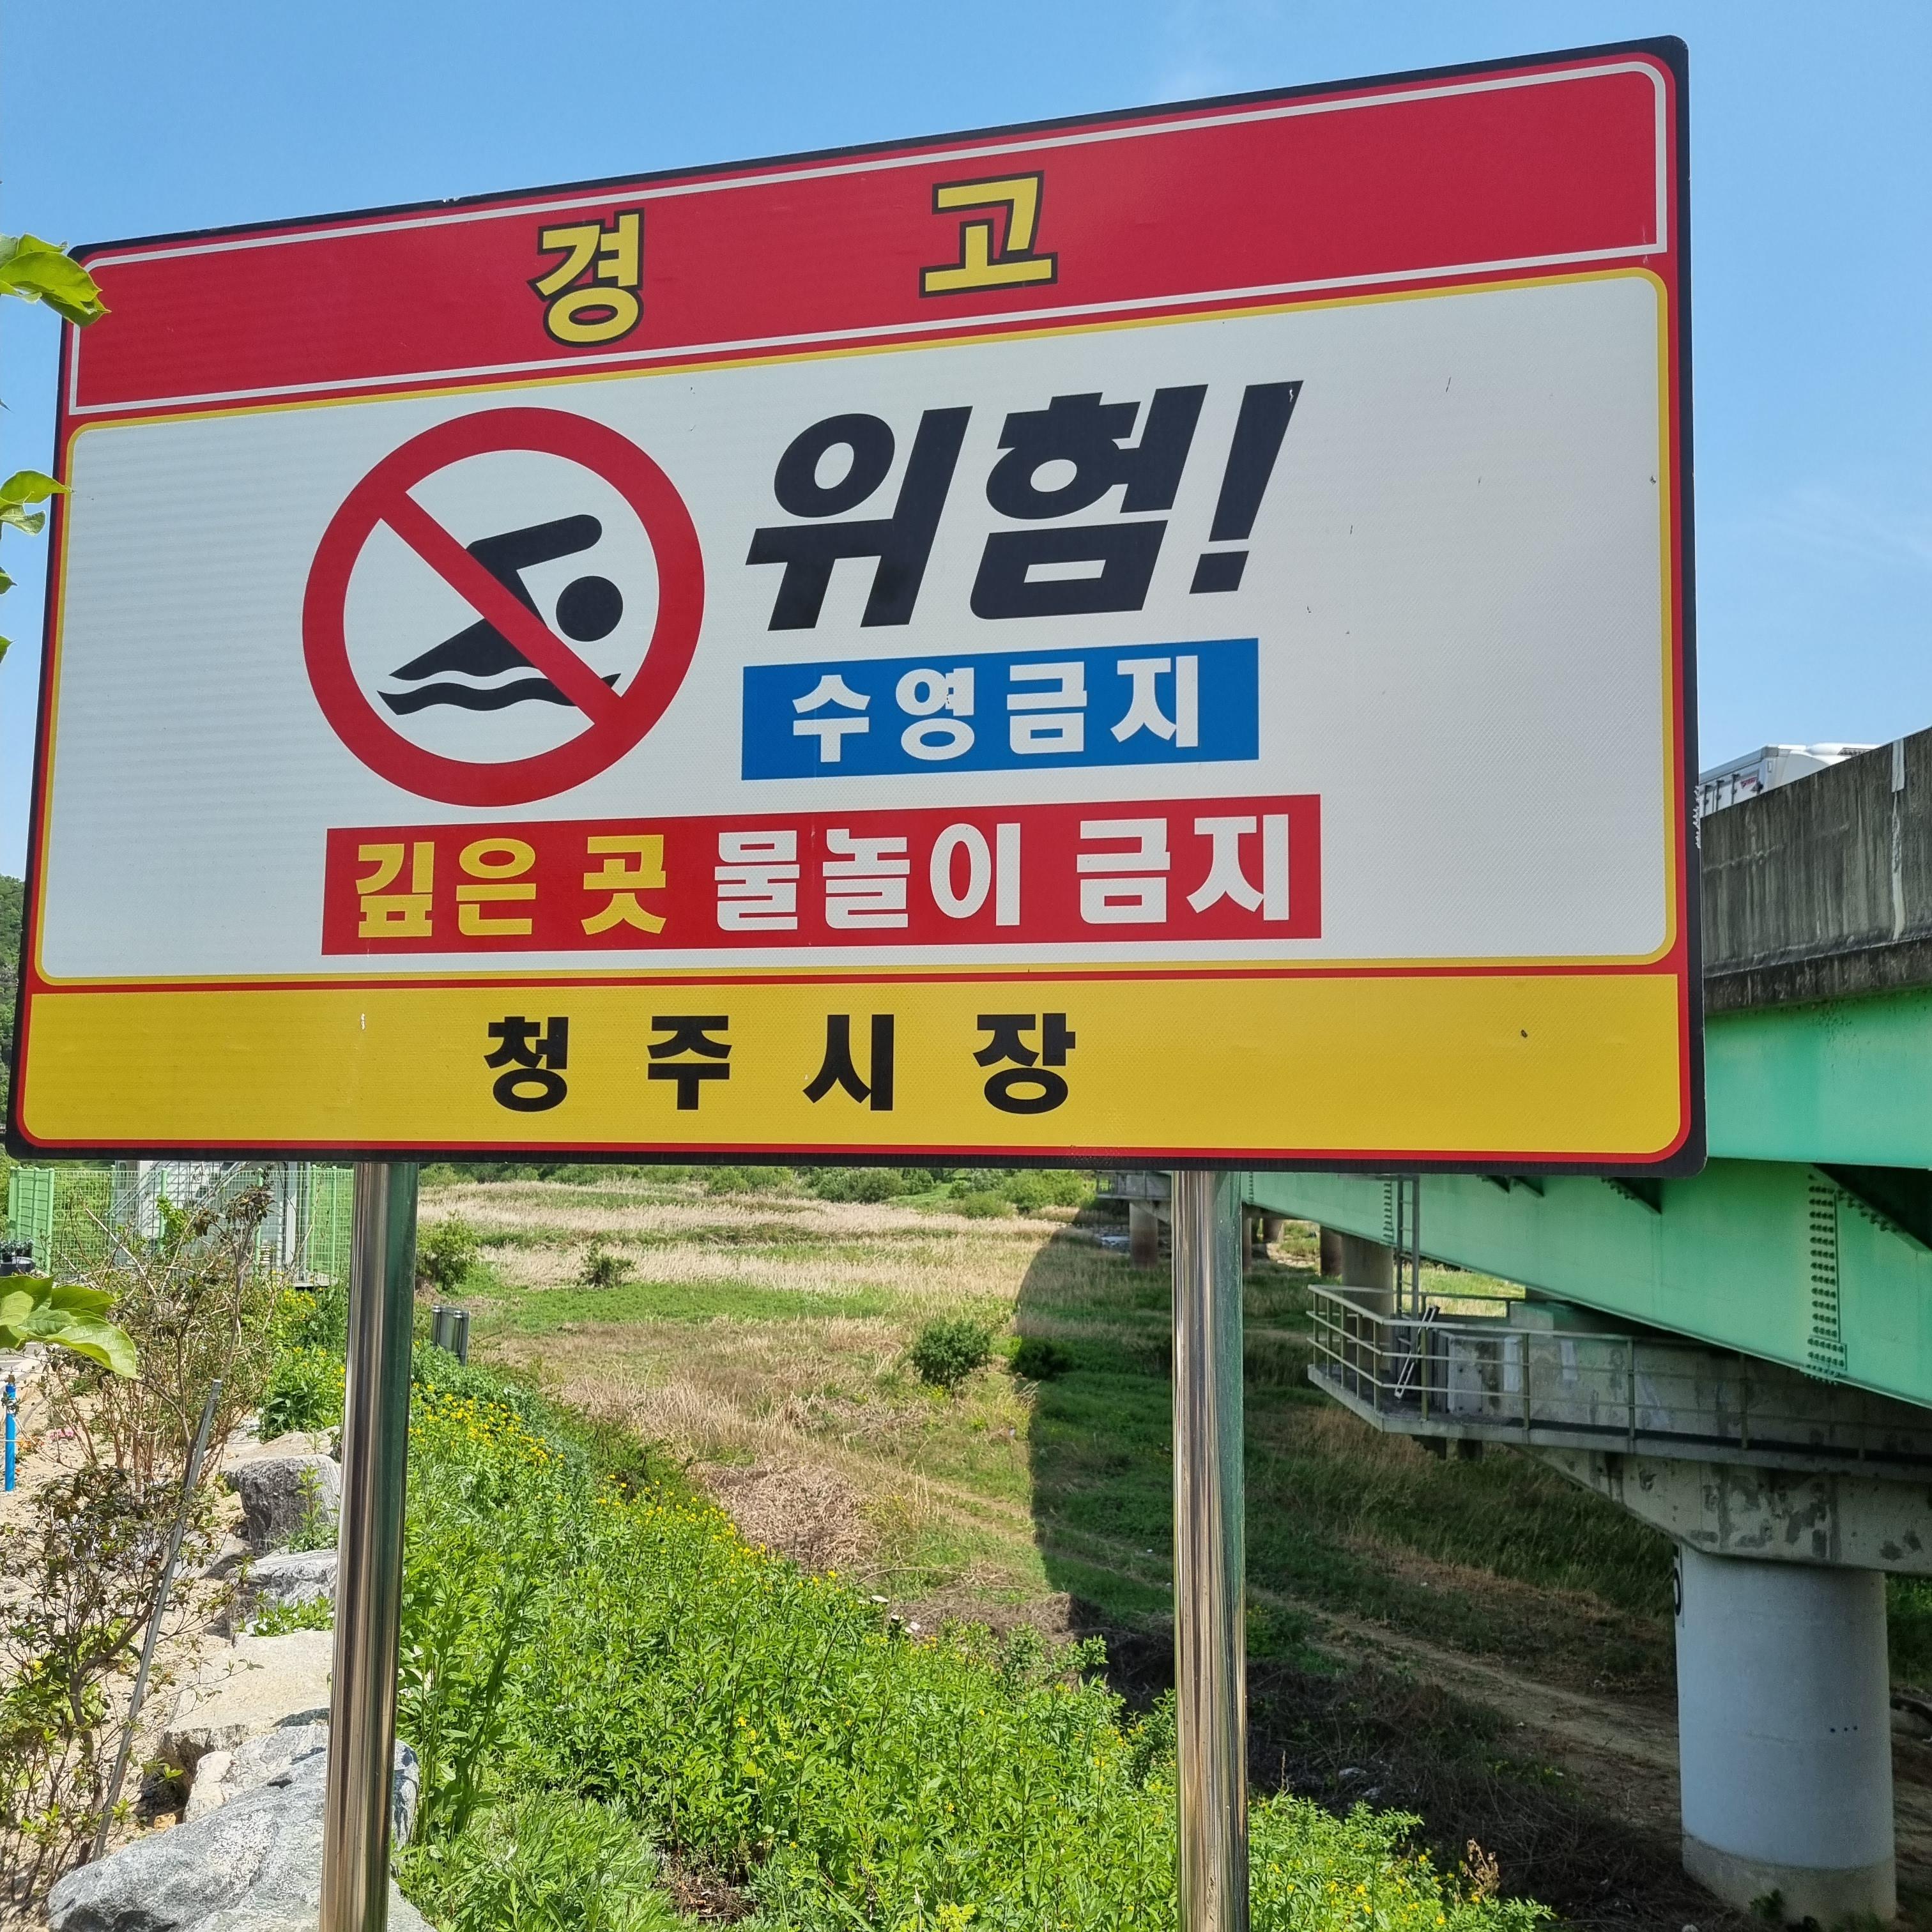 경 고
위험!
수영금지
깊은 곳 물놀이 금지
청 주 시 장